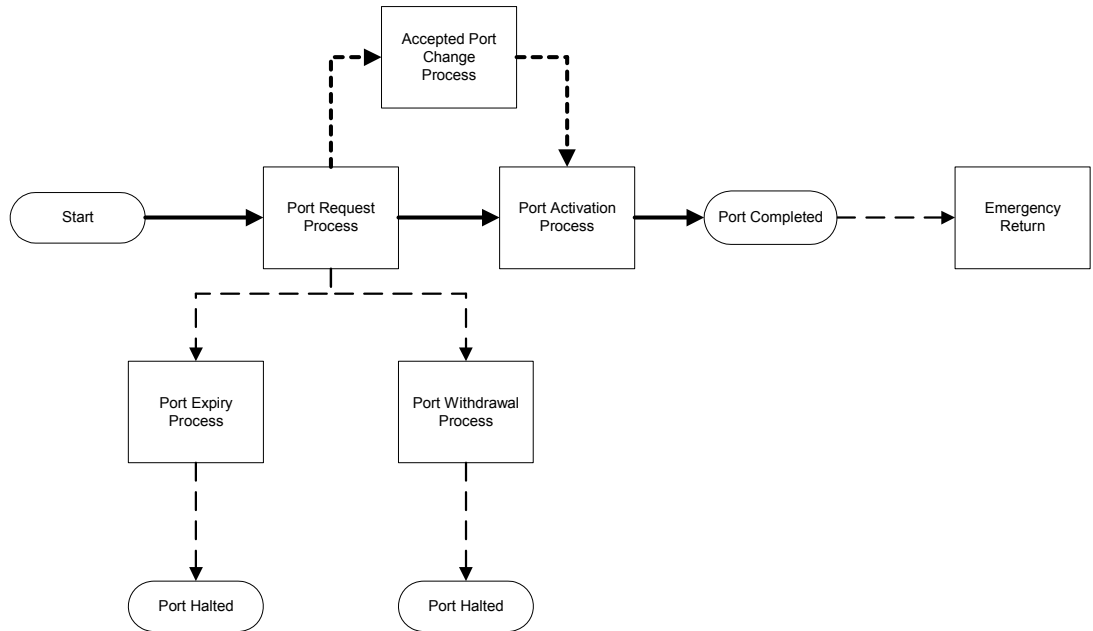 Accepted Port
Change
Process
Start
Port Request
Process
Port Activation
Process
Port Completed
Emergency
Return
Port Expiry
Process
Port Withdrawal
Process
Port Halted
Port Halted